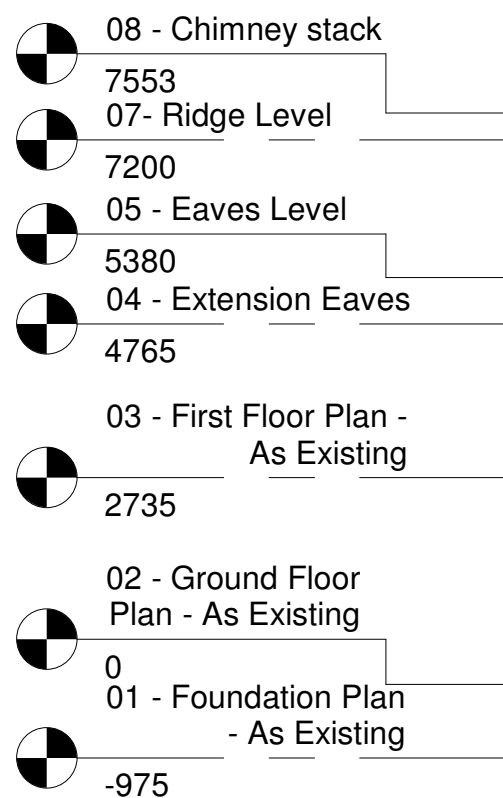 08 - Chimney stack
7553
07- Ridge Level
7200
05 - Eaves Level
5380
04 - Extension Eaves
4765
03 - First Floor Plan -
As Existing
2735
02 - Ground Floor
Plan - As Existing
0
01 - Foundation Plan
- As Existing
-975